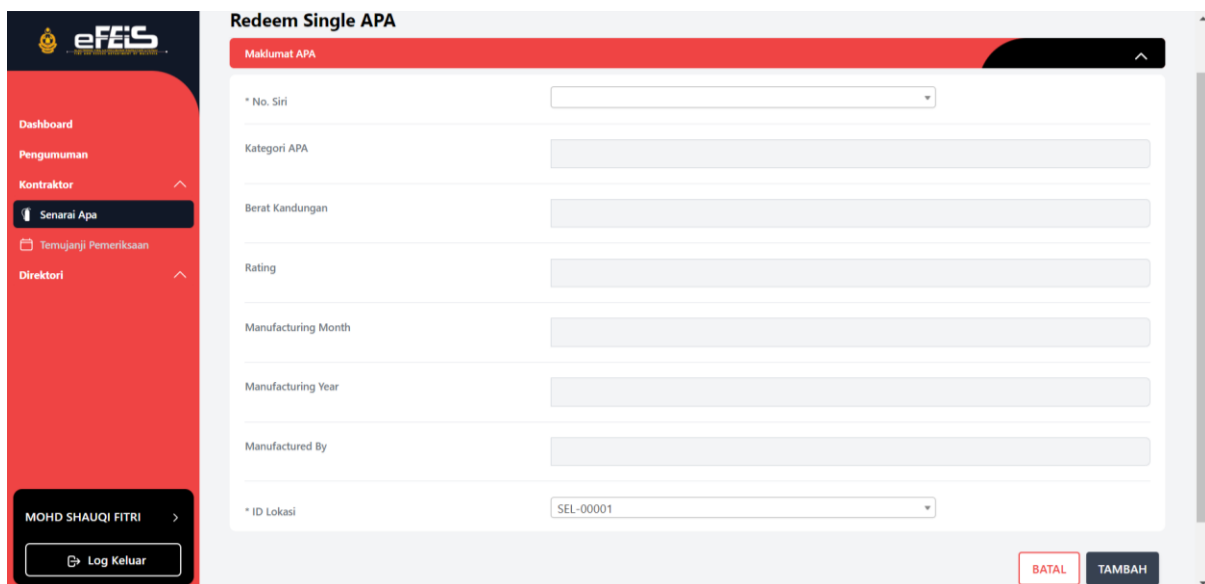 eFEiS
Redeem Single APA
Maklumat APA
* No. Siri
Kategori APA
Berat Kandungan
Rating
Manufacturing Month
Manufacturing Year
Manufactured By
* ID Lokasi
SEL-00001
BATAL
TAMBAH
Dashboard
Pengumuman
Kontraktor
Senarai Apa
Temujanji Pemeriksaan
Direktori
MOHD SHAUQI FITRI
Log Keluar